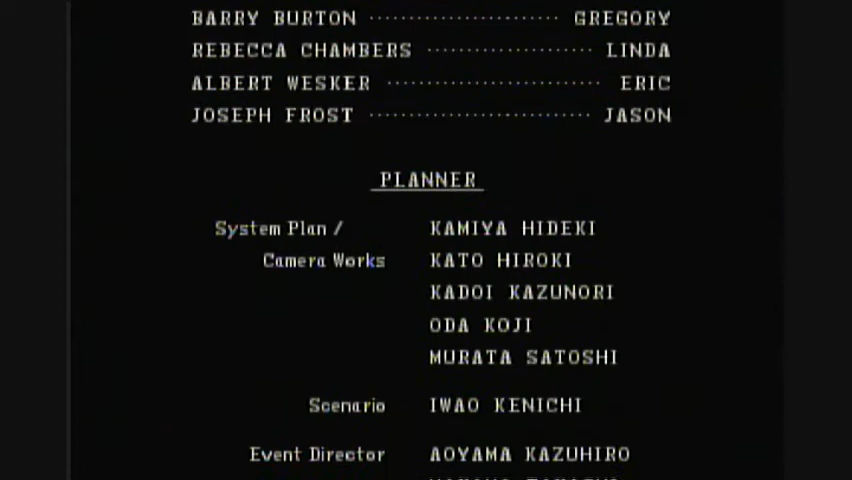 BARRY BURTON ···················· GREGORY
REBECCA CHAMBERS ················· LINDA
ALBERT WESKER ······················ ERIC
JOSEPH FROST ······················· JASON
PLANNER
System Plan / KAMIYA HIDEKI
Camera Works KATO HIROKI
KADOI KAZUNORI
ODA KOJI
MURATA SATOSHI
Scenario IWAO KENICHI
Event Director AOYAMA KAZUHIRO